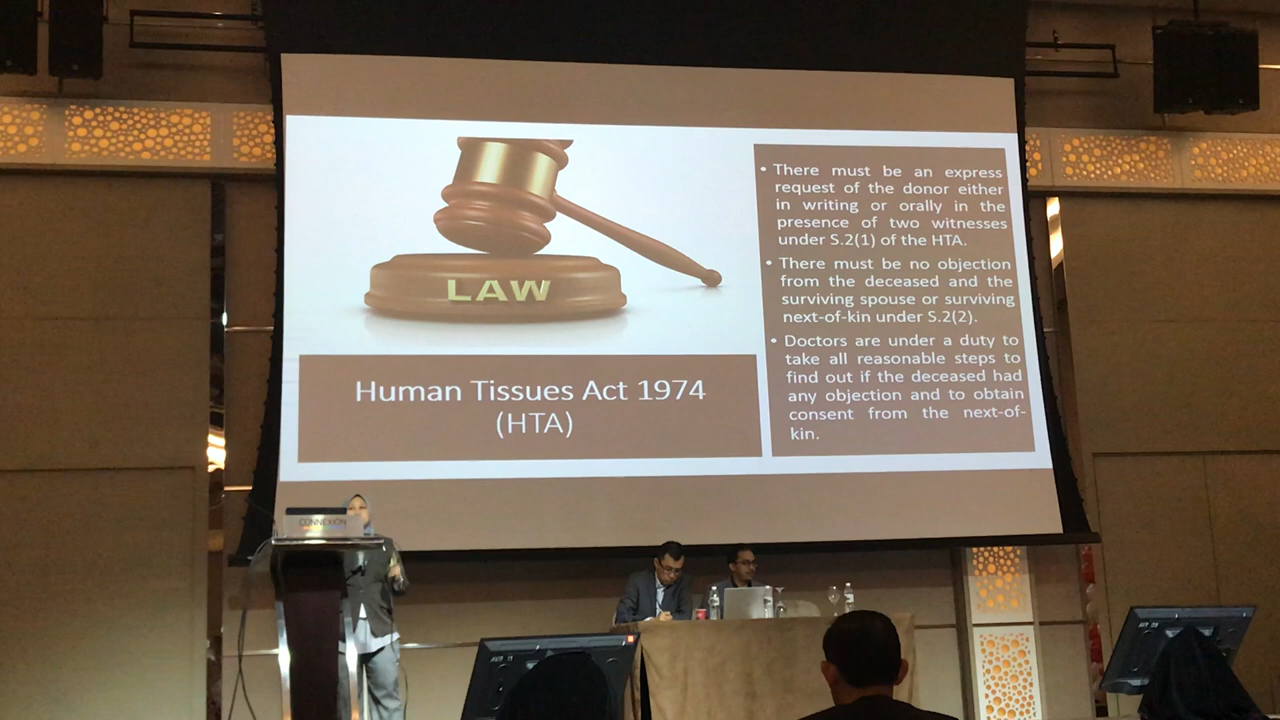 LAW
Human Tissues Act 1974
(HTA)
• There must be an express
request of the donor either
in writing or orally in the
presence of two witnesses
under S.2(1) of the HTA.
• There must be no objection
from the deceased and the
surviving spouse or surviving
next-of-kin under S.2(2).
• Doctors are under a duty to
take all reasonable steps to
find out if the deceased had
any objection and to obtain
consent from the next-of-
kin.
CONNEXION